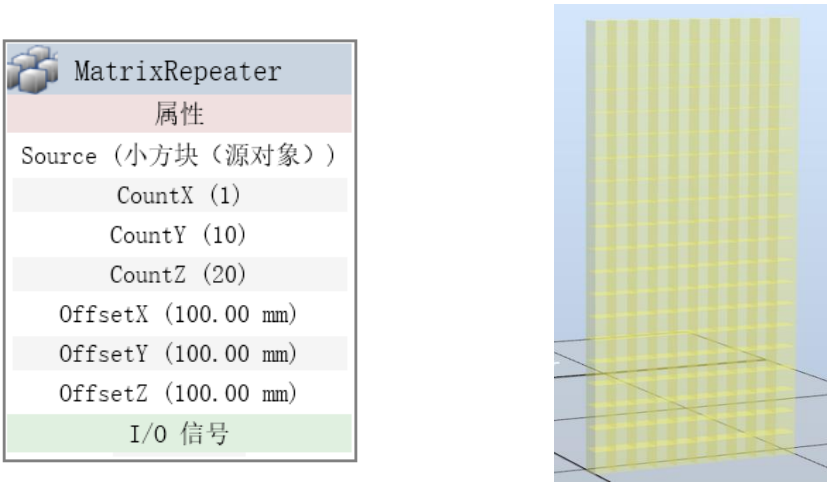 MatrixRepeater
属性
Source (小方块（源对象）)
CountX (1)
CountY (10)
CountZ (20)
OffsetX (100.00 mm)
OffsetY (100.00 mm)
OffsetZ (100.00 mm)
I/O 信号